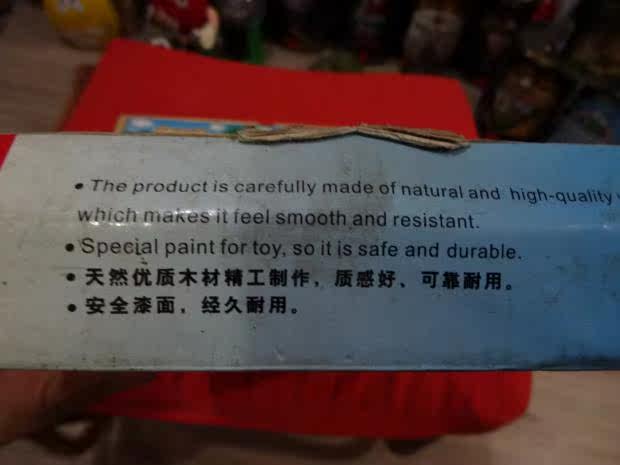 • The product is carefully made of natural and high-quality
which makes it feel smooth and resistant.
• Special paint for toy, so it is safe and durable.
• 天然优质木材精工制作，质感好、可靠耐用。
• 安全漆面，经久耐用。